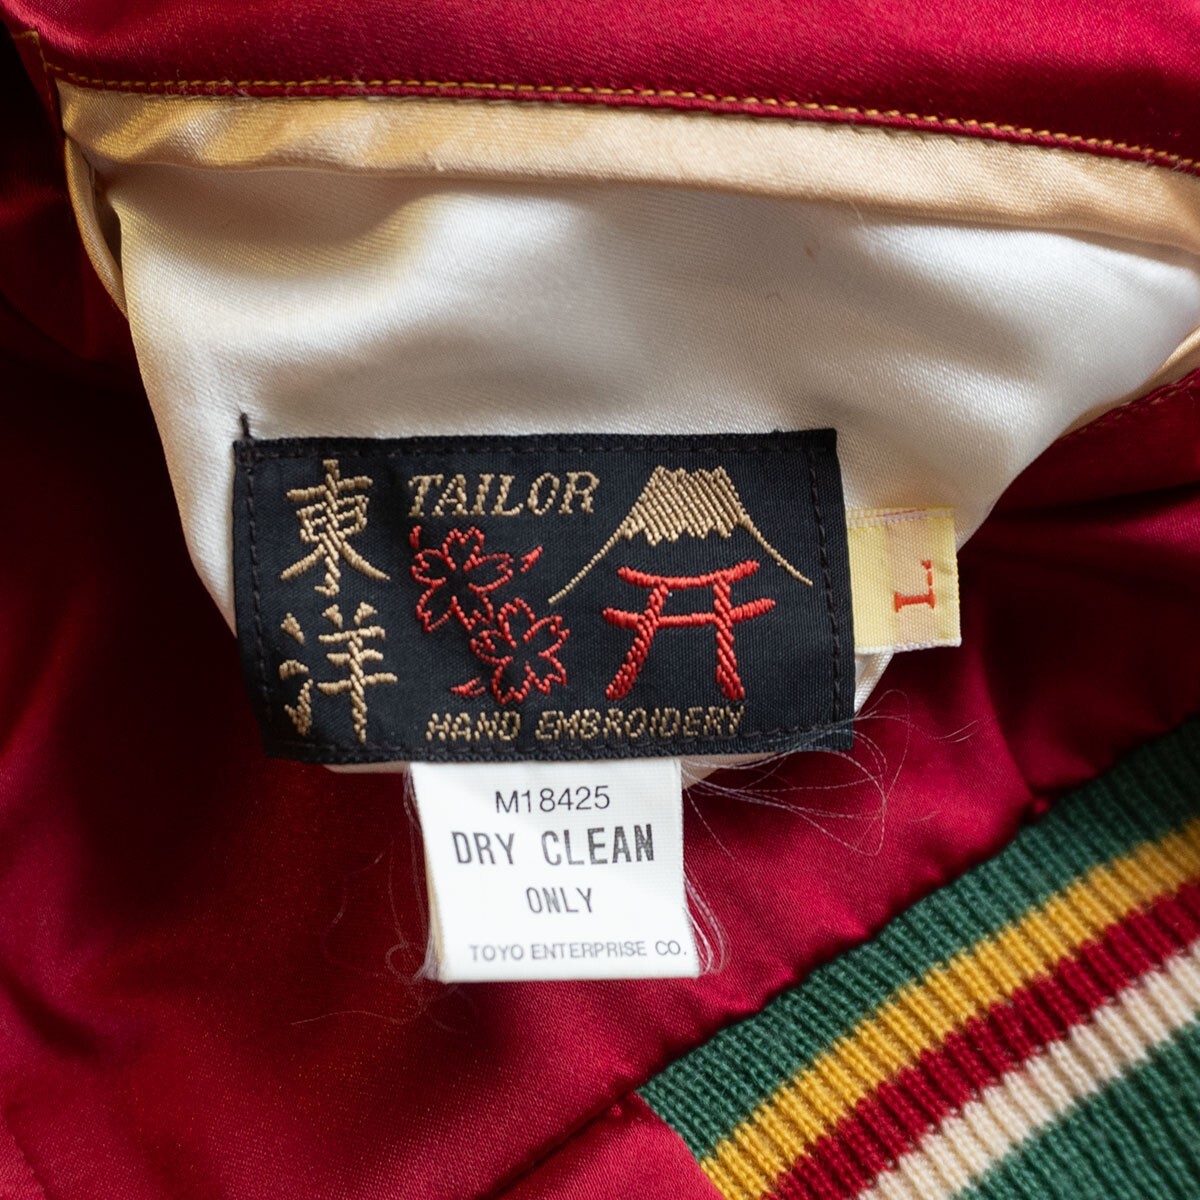 東洋
TAILOR
HAND EMBROIDERY
L
M18425
DRY CLEAN
ONLY
TOYO ENTERPRISE CO.